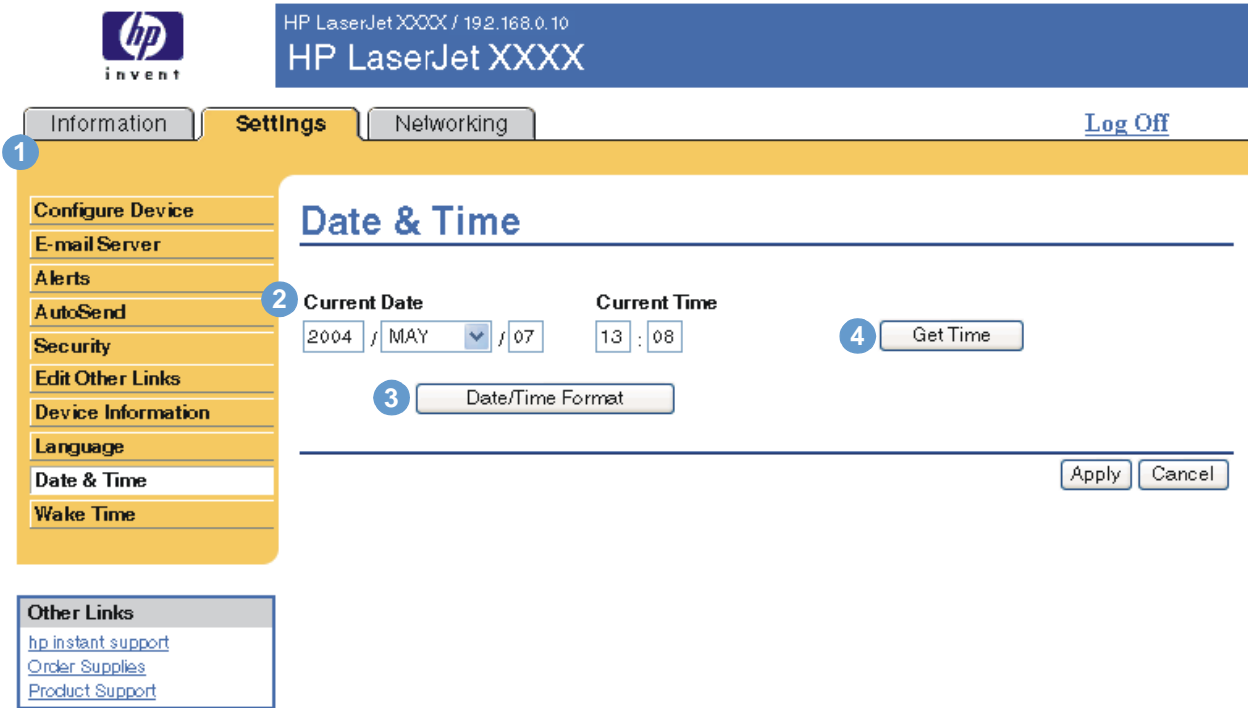 hp
invent
HP LaserJet XXXX / 192.168.0.10
HP LaserJet XXXX
Information
Settings
Networking
Log Off
1
Configure Device
E-mail Server
Alerts
AutoSend
Security
Edit Other Links
Device Information
Language
Date & Time
Wake Time
Other Links
hp instant support
Order Supplies
Product Support
Date & Time
2 Current Date Current Time
2004 / MAY / 07 13 : 08 4 Get Time
3 Date/Time Format
Apply Cancel